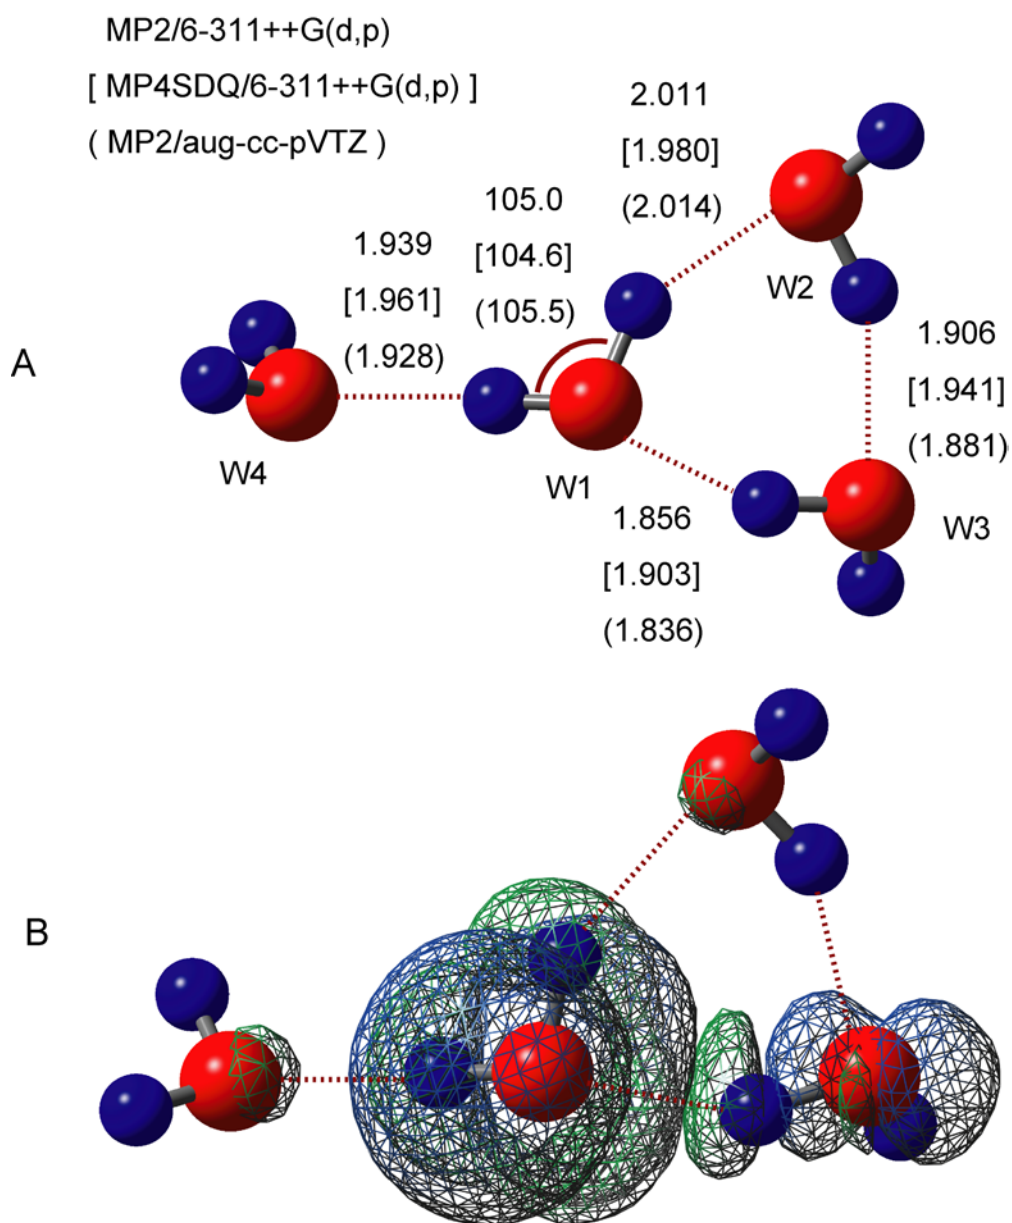 MP2/6-311++G(d,p)
[ MP4SDQ/6-311++G(d,p) ]
( MP2/aug-cc-pVTZ )
2.011
[1.980]
(2.014)
105.0
[104.6]
(105.5)
1.939
[1.961]
(1.928)
W2
A
1.906
[1.941]
(1.881)
W4
W1
W3
1.856
[1.903]
(1.836)
B